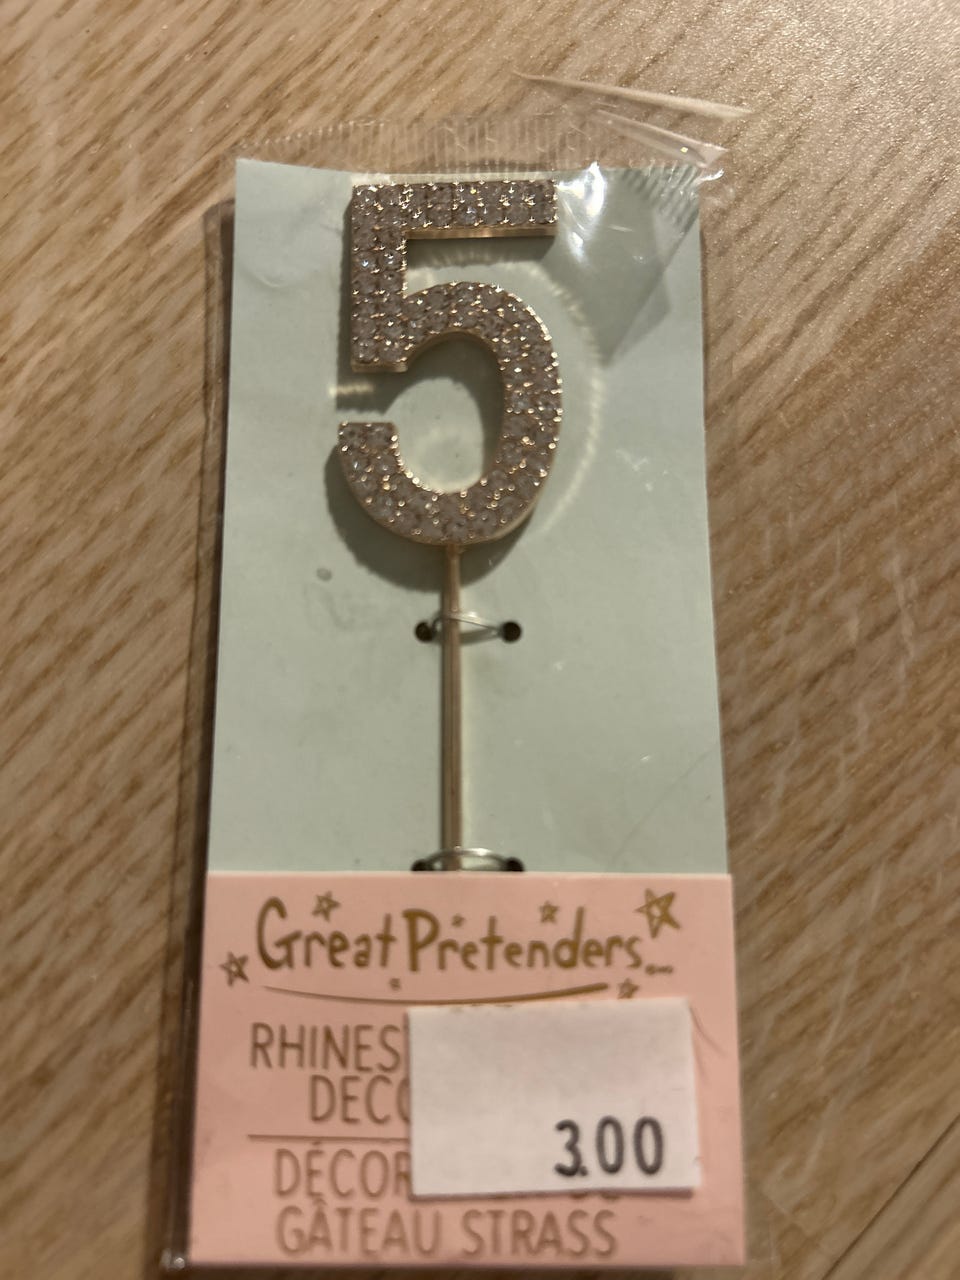 5
Great Pretenders
RHINES
DECO
3.00
DÉCOR
GÂTEAU STRASS